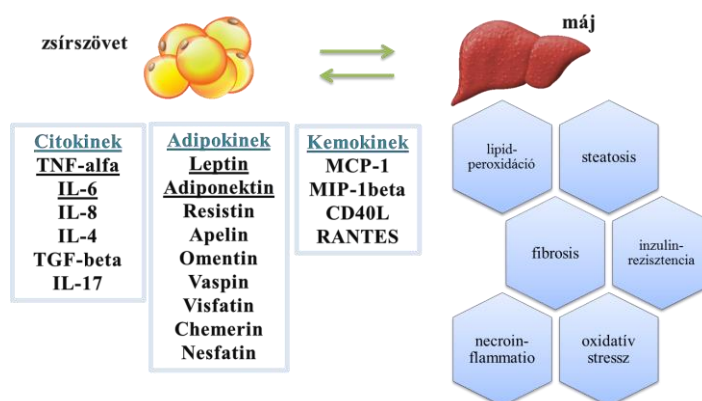 zsírszövet
máj
Citokinek
TNF-alfa
IL-6
IL-8
IL-4
TGF-beta
IL-17
Adipokinek
Leptin
Adiponektin
Resistin
Apelin
Omentin
Vaspin
Visfatin
Chemerin
Nesfatin
Kemokinek
MCP-1
MIP-1beta
CD40L
RANTES
lipid-
peroxidáció
steatosis
fibrosis
inzulin-
rezisztencia
necroin-
flammatio
oxidatív
stressz